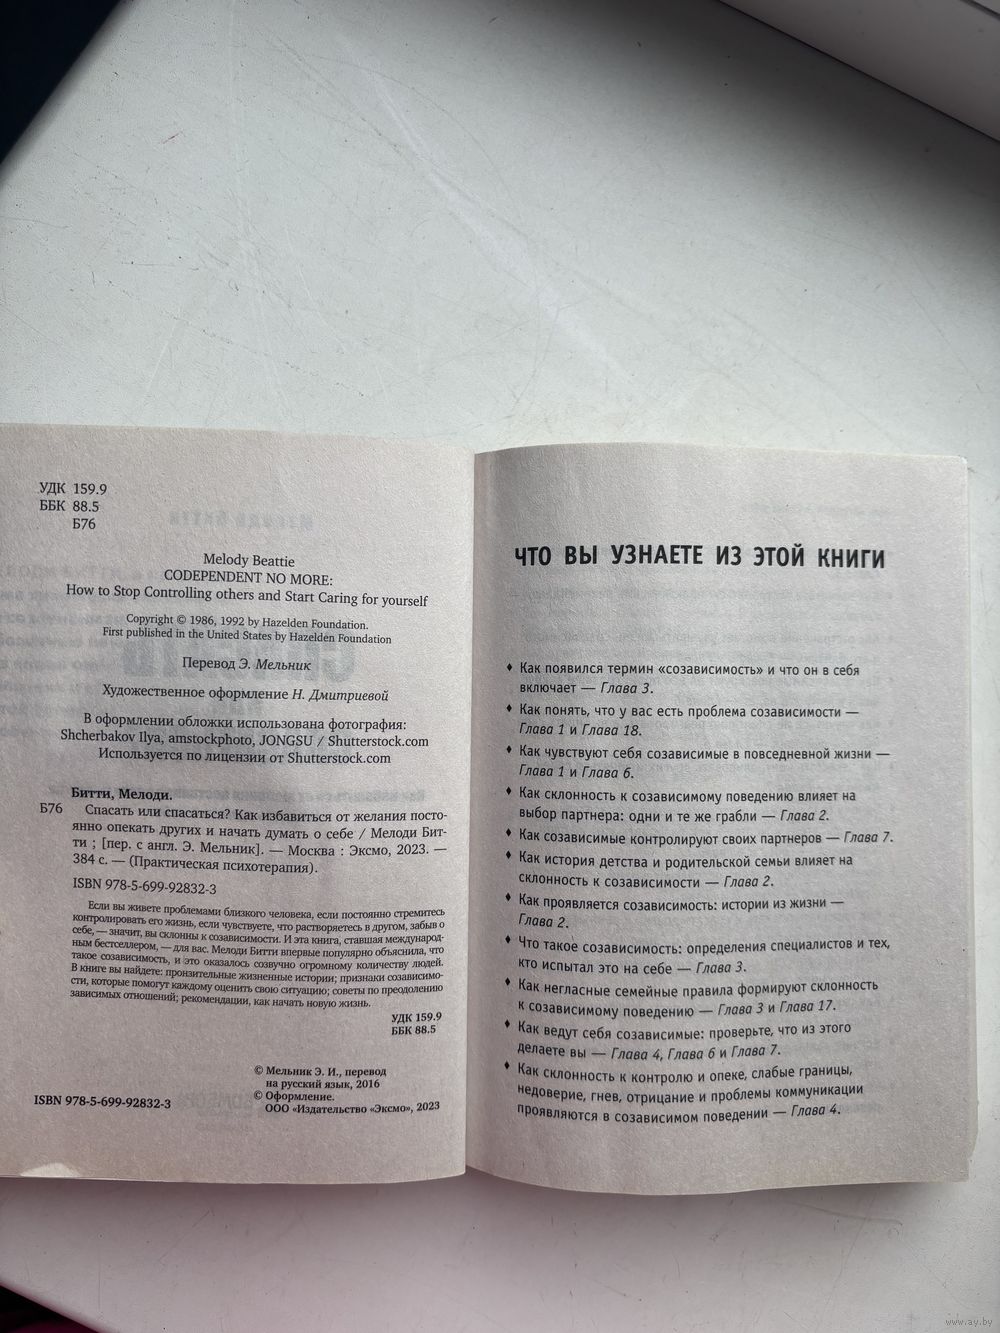 УДК 159.9
ББК 88.5
Б76
Melody Beattie
CODEPENDENT NO MORE:
How to Stop Controlling others and Start Caring for yourself
Copyright © 1986, 1992 by Hazelden Foundation.
First published in the United States by Hazelden Foundation
Перевод Э. Мельник
Художественное оформление Н. Дмитриевой
В оформлении обложки использована фотография:
Shcherbakov Ilya, amstockphoto, JONGSU / Shutterstock.com
Используется по лицензии от Shutterstock.com
Битти, Мелоди.
Б76 Спасать или спасаться? Как избавиться от желания посто-
янно опекать других и начать думать о себе / Мелоди Бит-
ти ; [пер. с англ. Э. Мельник]. — Москва : Эксмо, 2023. —
384 с. — (Практическая психотерапия).
ISBN 978-5-699-92832-3
Если вы живете проблемами близкого человека, если постоянно стремитесь
контролировать его жизнь, если чувствуете, что растворяетесь в другом, забыв о
себе, — значит, вы склонны к созависимости. И эта книга, ставшая международ-
ным бестселлером, — для вас. Мелоди Битти впервые популярно объяснила, что
такое созависимость, и это оказалось созвучно огромному количеству людей.
В книге вы найдете: пронзительные жизненные истории; признаки созависимо-
сти, которые помогут каждому оценить свою ситуацию; советы по преодолению
зависимых отношений; рекомендации, как начать новую жизнь.
УДК 159.9
ББК 88.5
© Мельник Э. И., перевод
на русский язык, 2016
© Оформление.
ООО «Издательство «Эксмо», 2023
ISBN 978-5-699-92832-3
ЧТО ВЫ УЗНАЕТЕ ИЗ ЭТОЙ КНИГИ
♦ Как появился термин «созависимость» и что он в себя
включает — Глава 3.
♦ Как понять, что у вас есть проблема созависимости —
Глава 1 и Глава 18.
♦ Как чувствуют себя созависимые в повседневной жизни —
Глава 1 и Глава 6.
♦ Как склонность к созависимому поведению влияет на
выбор партнера: одни и те же грабли — Глава 2.
♦ Как созависимые контролируют своих партнеров — Глава 7.
♦ Как история детства и родительской семьи влияет на
склонность к созависимости — Глава 2.
♦ Как проявляется созависимость: истории из жизни —
Глава 2.
♦ Что такое созависимость: определения специалистов и тех,
кто испытал это на себе — Глава 3.
♦ Как негласные семейные правила формируют склонность
к созависимому поведению — Глава 3 и Глава 17.
♦ Как ведут себя созависимые: проверьте, что из этого
делаете вы — Глава 4, Глава 6 и Глава 7.
♦ Как склонность к контролю и опеке, слабые границы,
недоверие, гнев, отрицание и проблемы коммуникации
проявляются в созависимом поведении — Глава 4.
www.ay.by